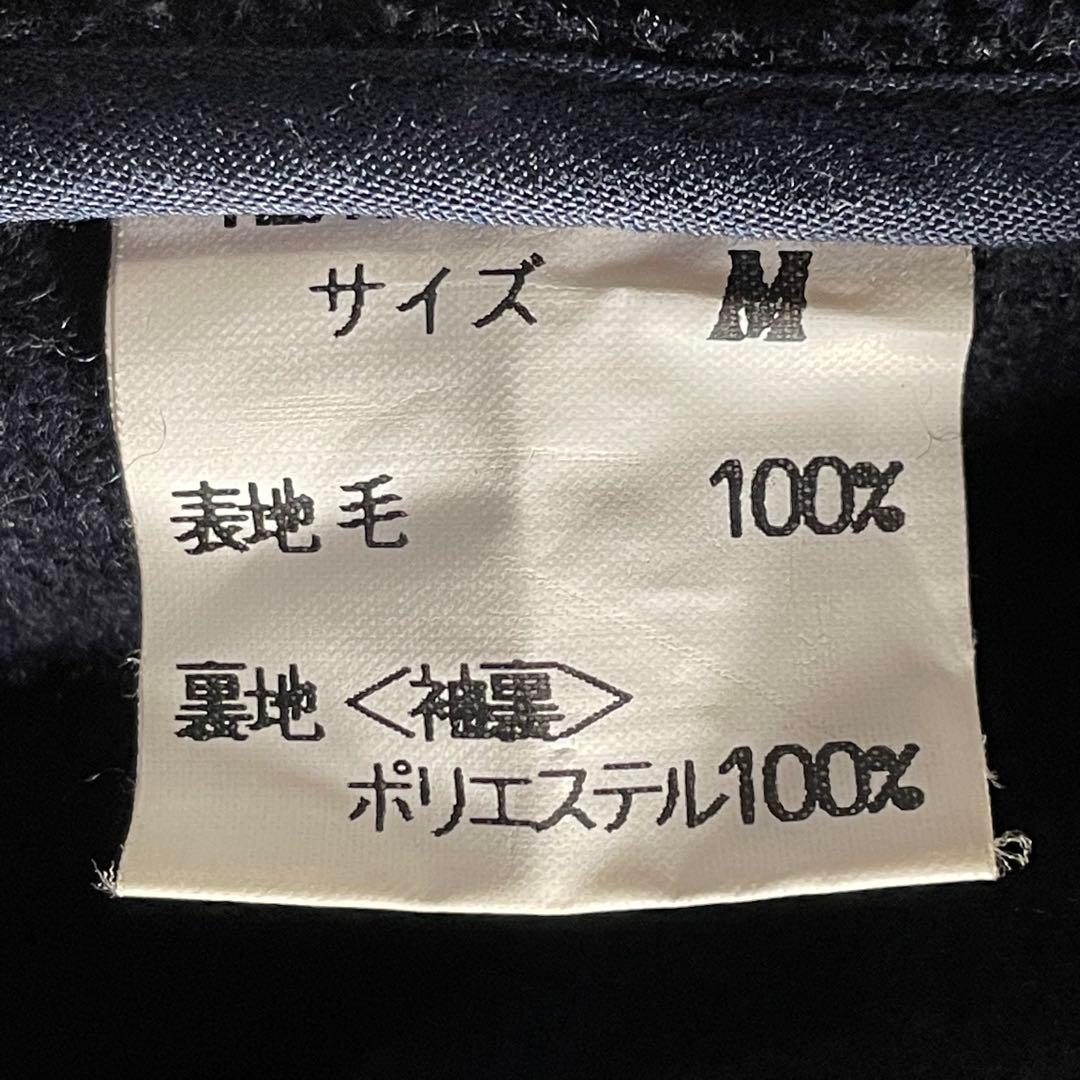 サイズ M
表地 毛 100%
裏地 <袖裏>
ポリエステル100%